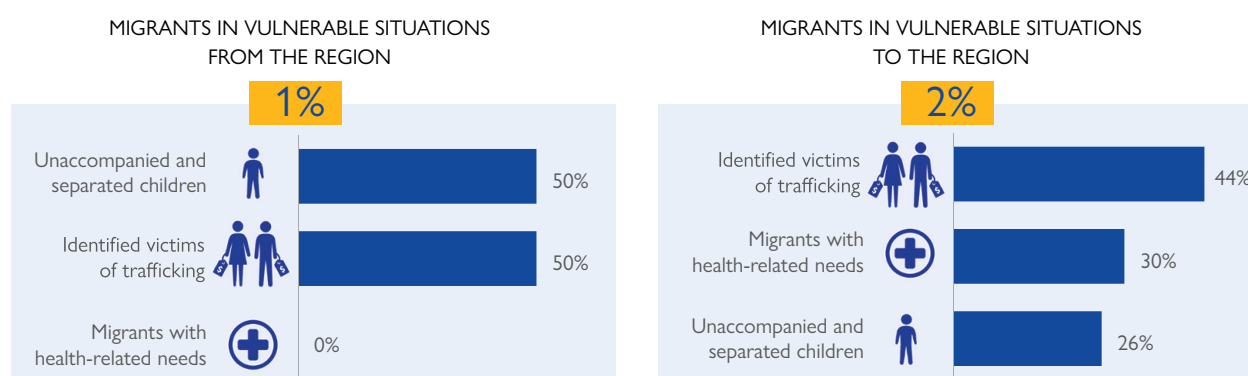 MIGRANTS IN VULNERABLE SITUATIONS
FROM THE REGION
1%
Unaccompanied and
separated children
50%
Identified victims
of trafficking
50%
Migrants with
health-related needs
0%
MIGRANTS IN VULNERABLE SITUATIONS
TO THE REGION
2%
Identified victims
of trafficking
44%
Migrants with
health-related needs
30%
Unaccompanied and
separated children
26%